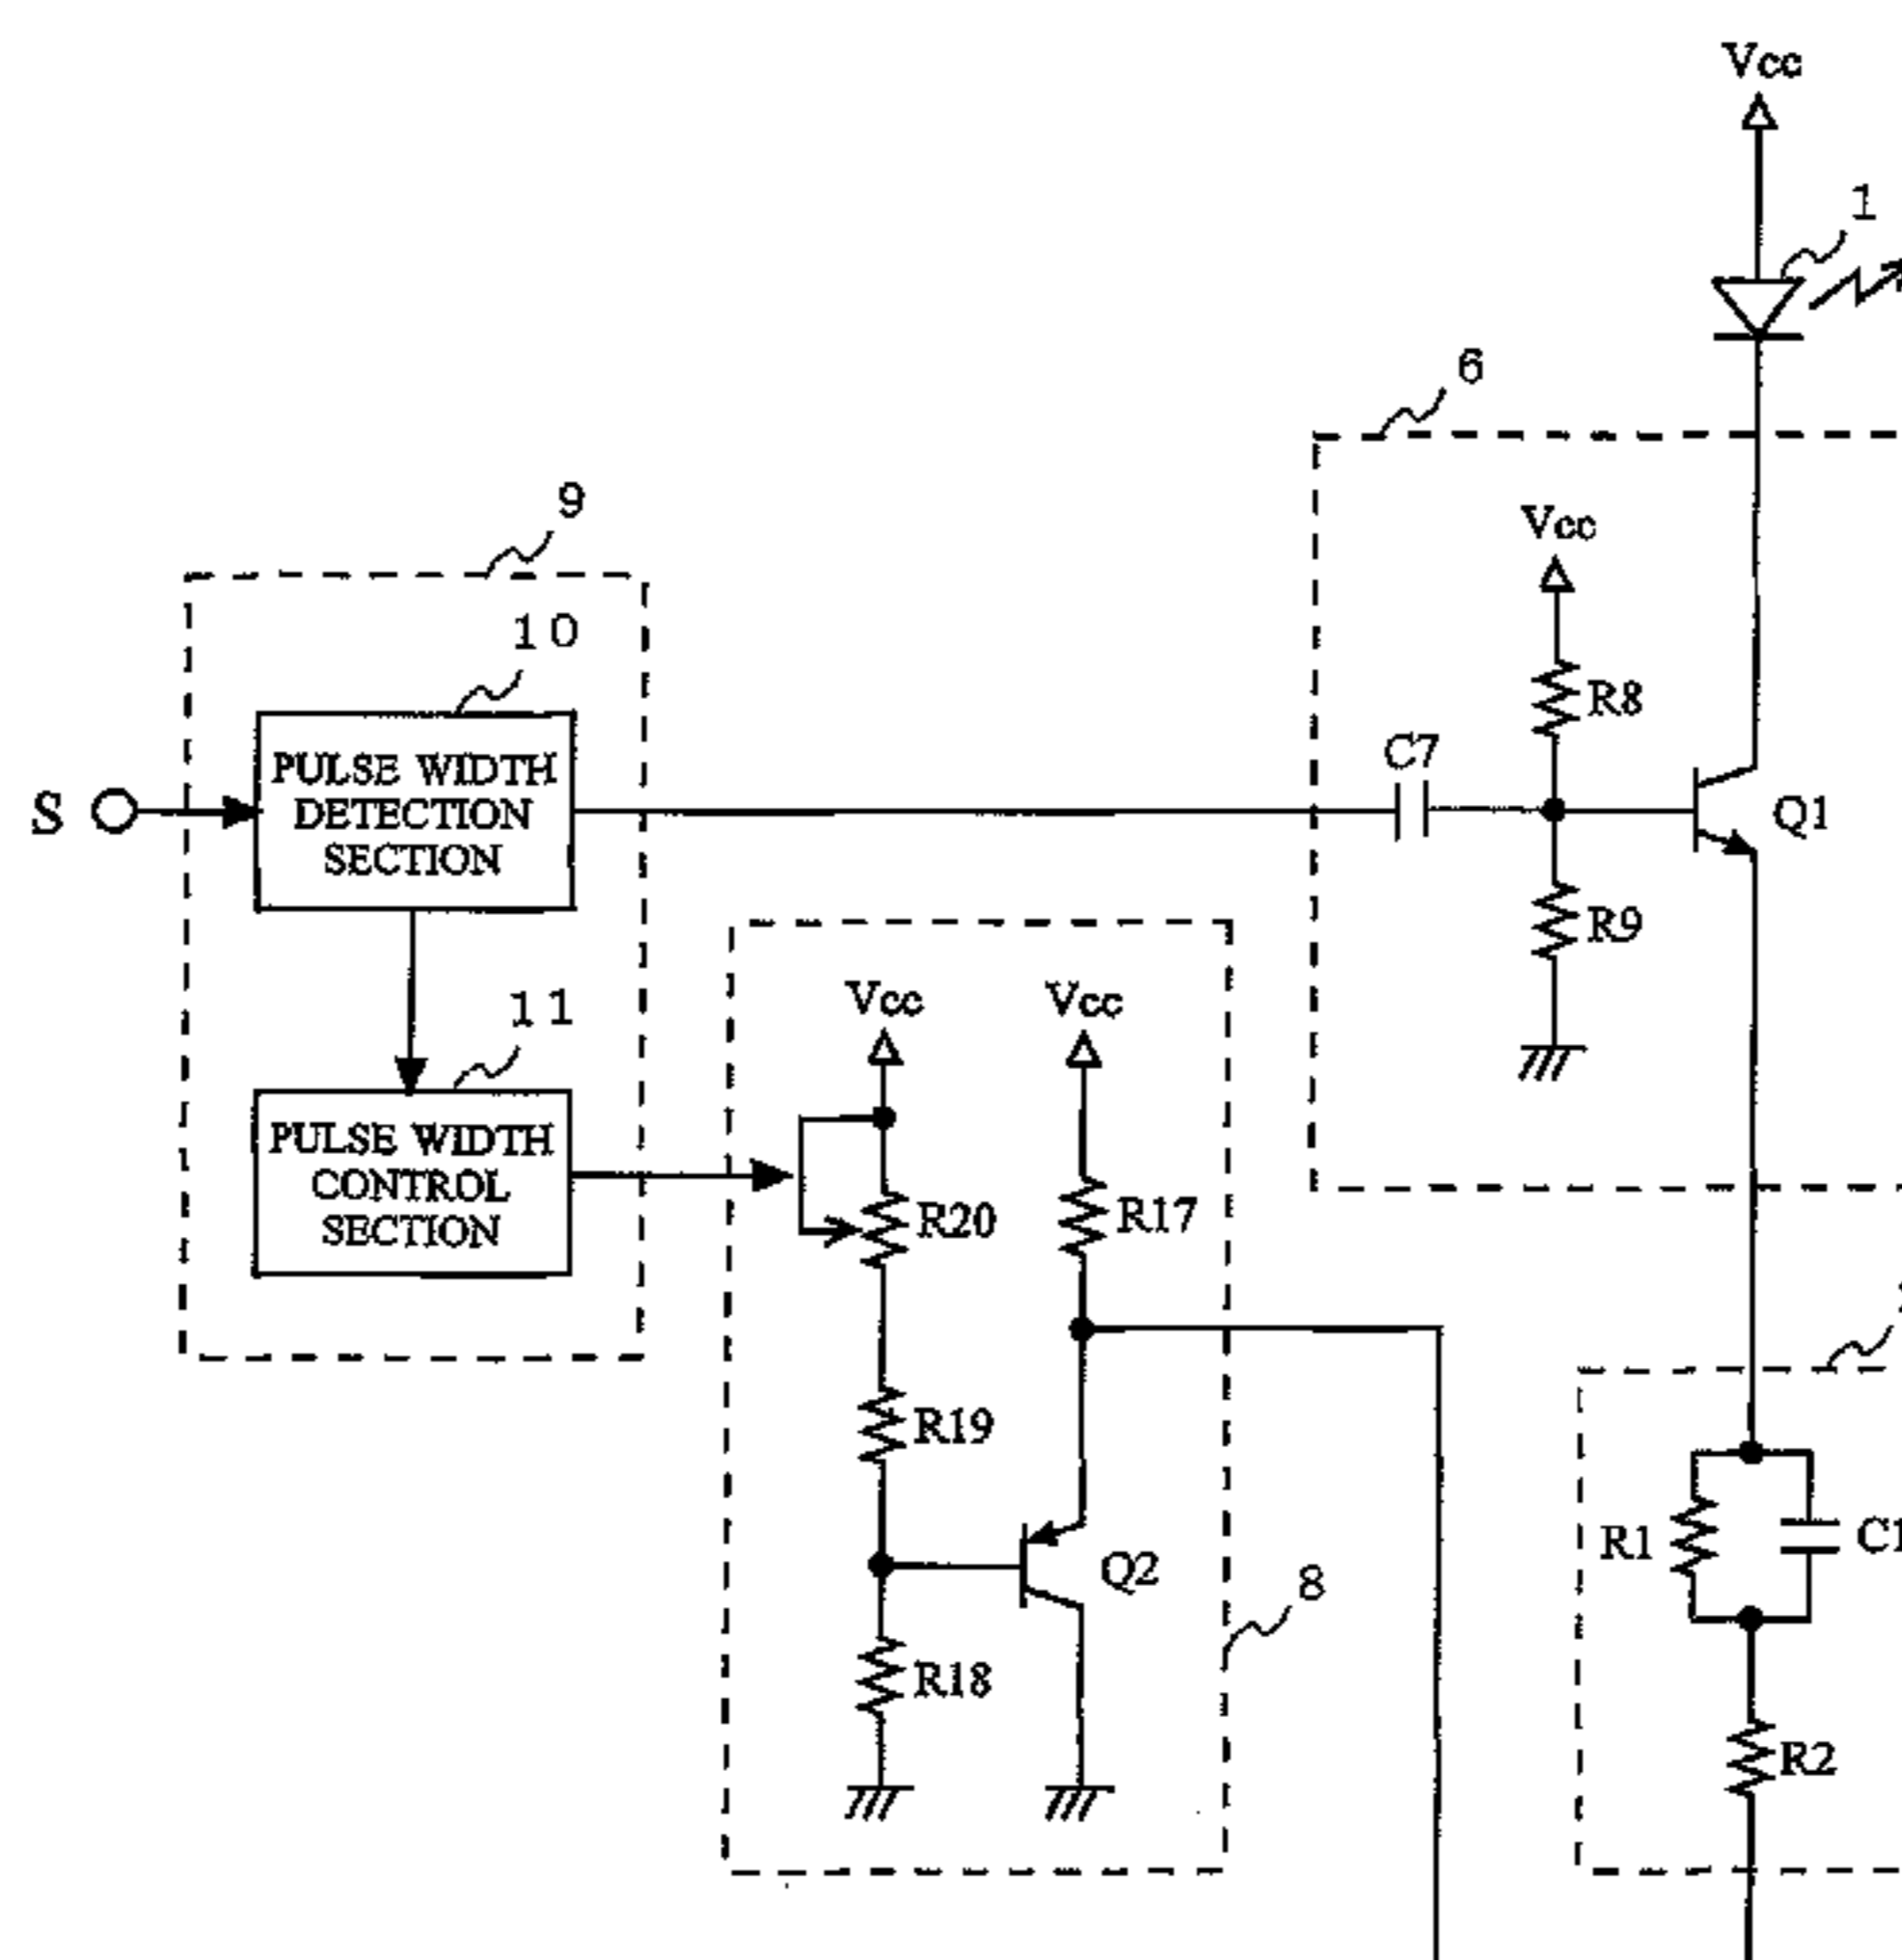 Vcc
1
6
9
Vcc
10
R8
PULSE WIDTH
DETECTION
SECTION
C7
S
Q1
R9
11
Vcc
Vcc
PULSE WIDTH
CONTROL
SECTION
R20
R17
R19
R1
C1
Q2
8
R18
R2